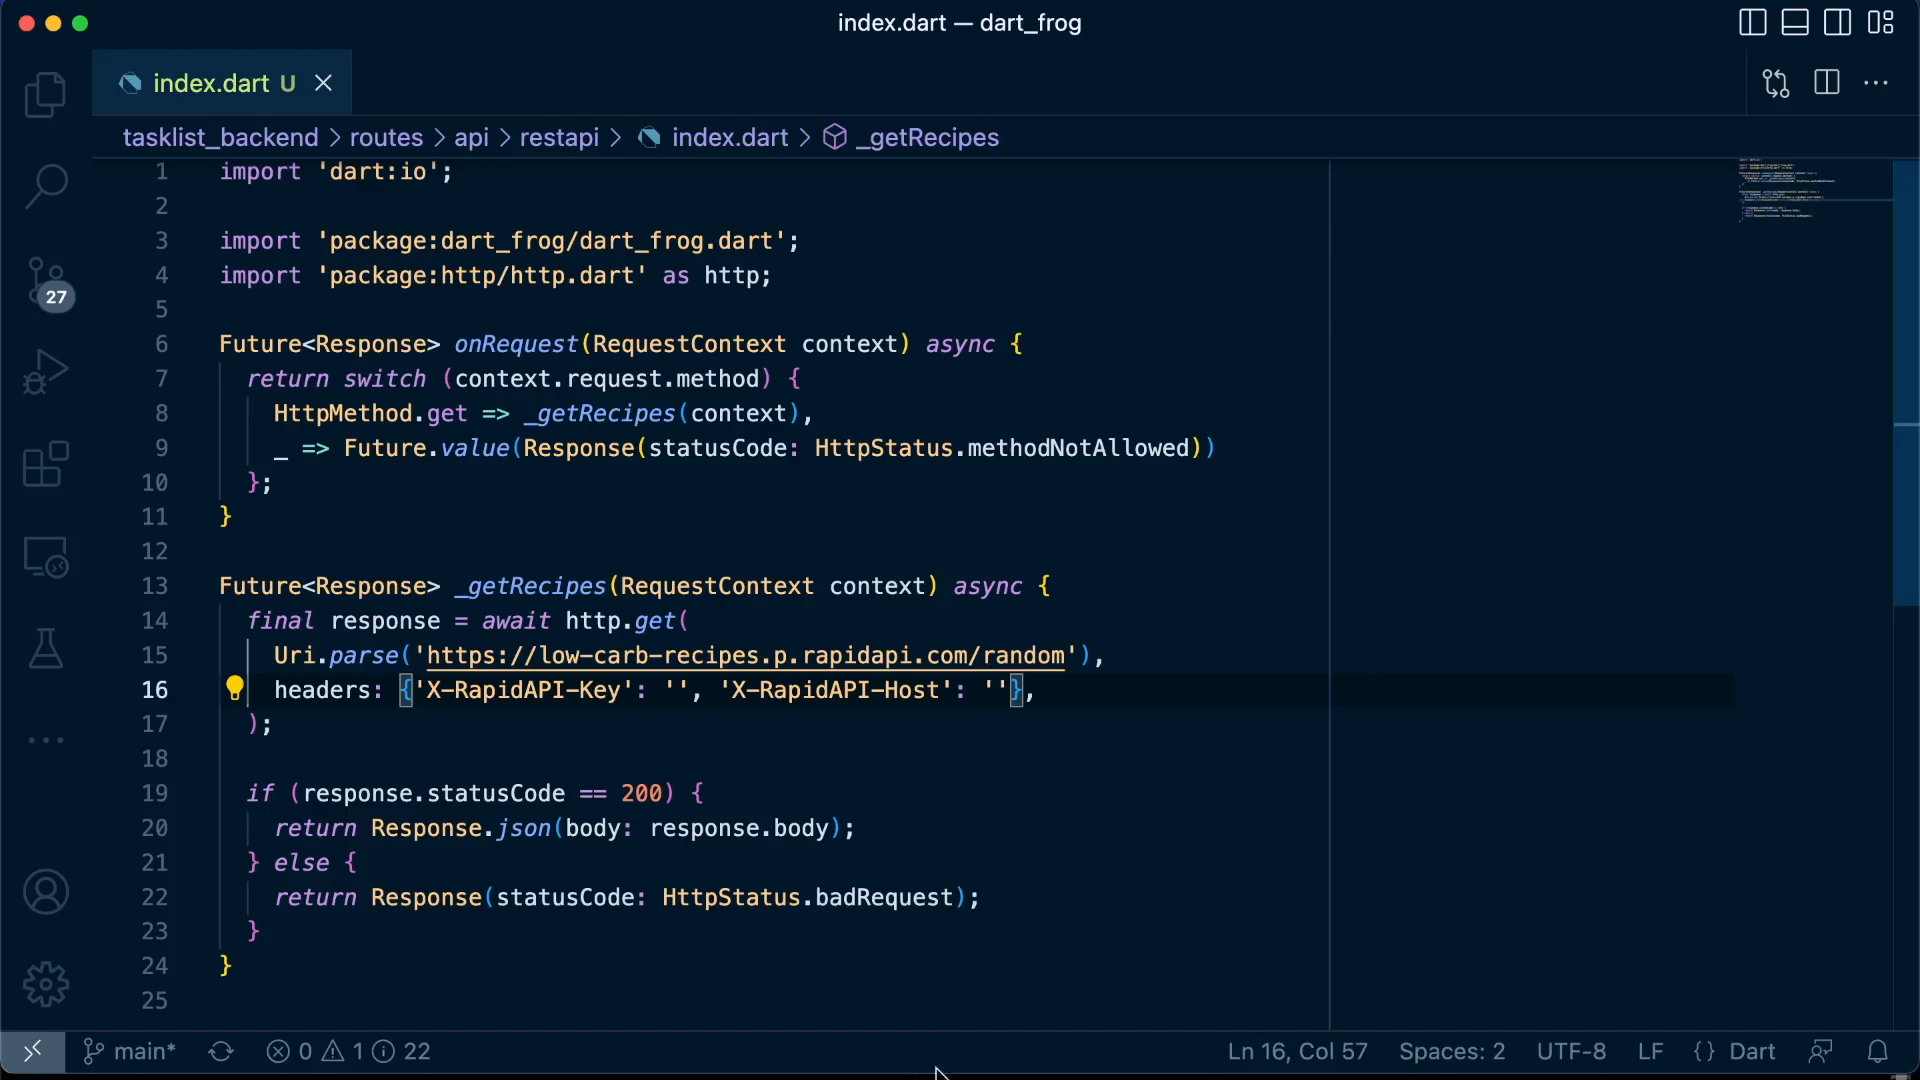 index.dart — dart_frog
index.dart U
tasklist_backend > routes > api > restapi > index.dart > _getRecipes
1 import 'dart:io';
2
3 import 'package:dart_frog/dart_frog.dart';
4 import 'package:http/http.dart' as http;
5
6 Future<Response> onRequest(RequestContext context) async {
7 return switch (context.request.method) {
8 HttpMethod.get => _getRecipes(context),
9 _ => Future.value(Response(statusCode: HttpStatus.methodNotAllowed))
10 };
11 }
12
13 Future<Response> _getRecipes(RequestContext context) async {
14 final response = await http.get(
15 Uri.parse('https://low-carb-recipes.p.rapidapi.com/random'),
16 headers: {'X-RapidAPI-Key': '', 'X-RapidAPI-Host': ''},
17 );
18
19 if (response.statusCode == 200) {
20 return Response.json(body: response.body);
21 } else {
22 return Response(statusCode: HttpStatus.badRequest);
23 }
24 }
25
27
main* 0 1 22 Ln 16, Col 57 Spaces: 2 UTF-8 LF {} Dart